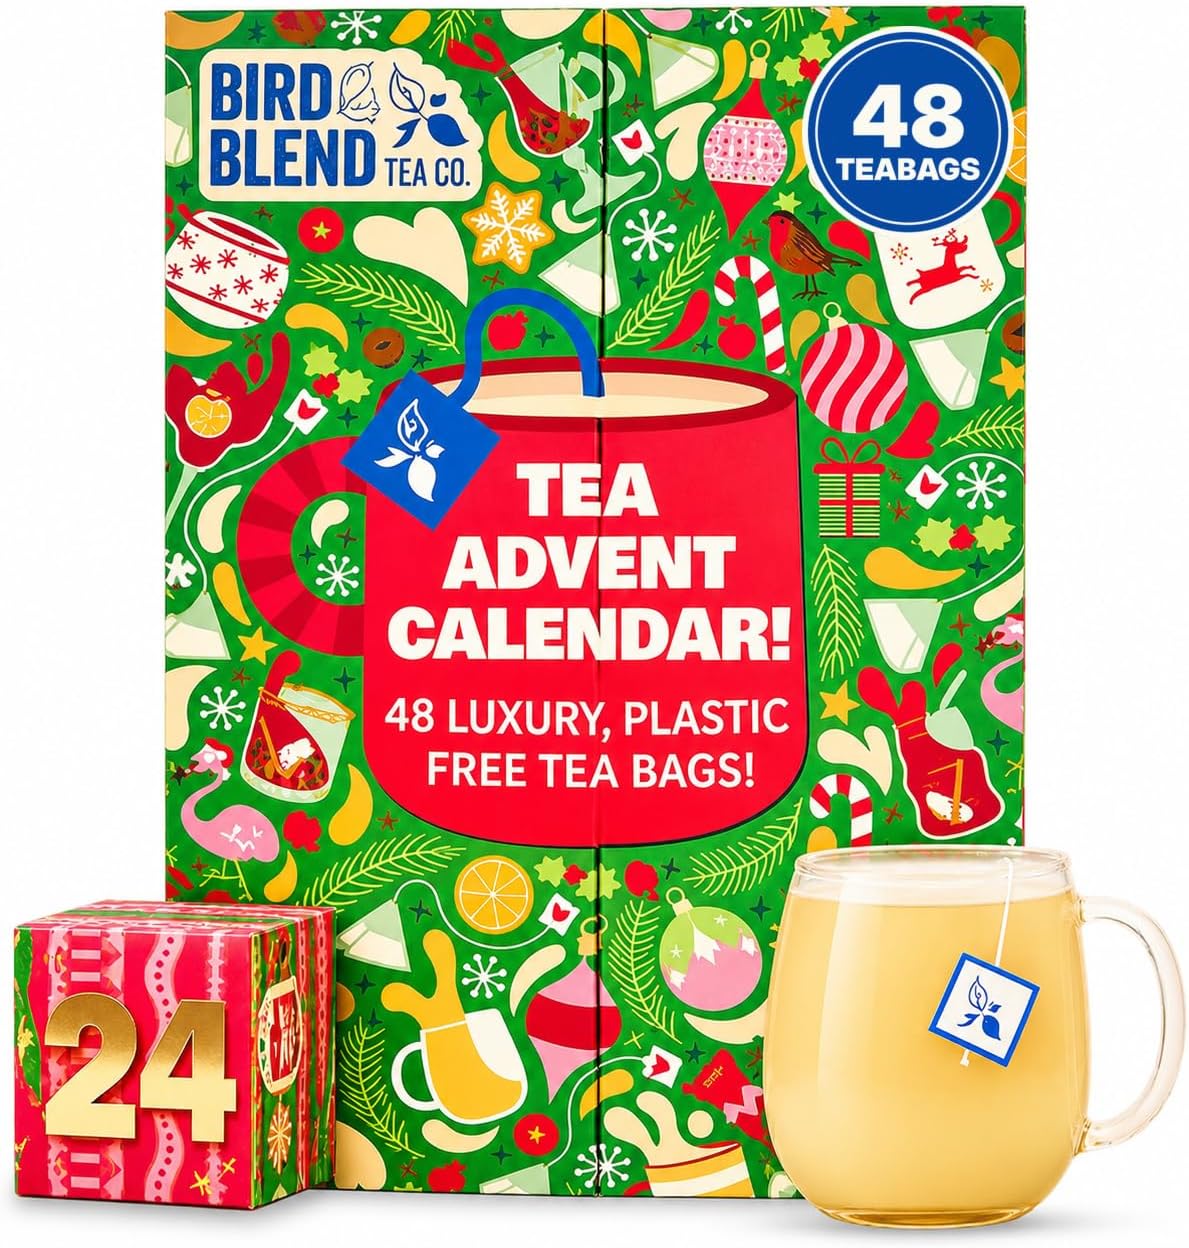 BIRD &
BLEND TEA CO.
48
TEABAGS
TEA
ADVENT
CALENDAR!
48 LUXURY, PLASTIC
FREE TEA BAGS!
24